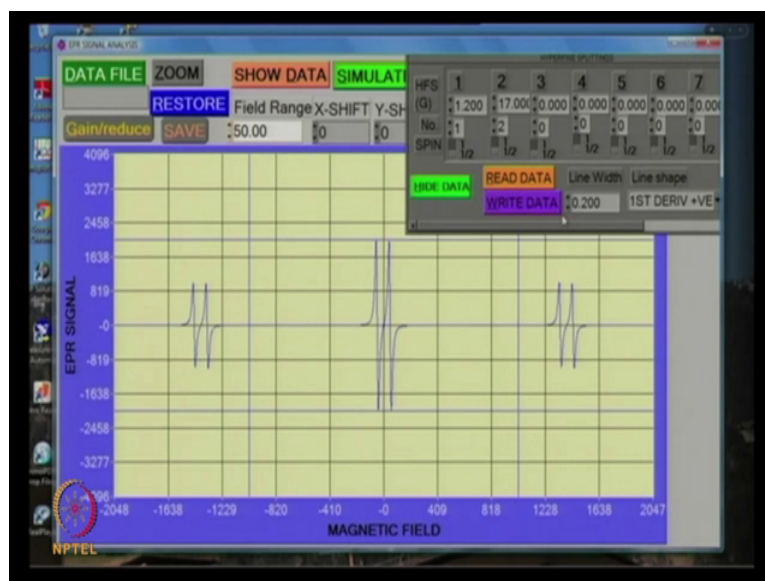 EPR SIGNAL ANALYSIS
DATA FILE ZOOM SHOW DATA SIMULATI
RESTORE Field Range X-SHIFT Y-SH
Gain/reduce SAVE 50.00 0 0
HYPERFINE SPLITTINGS
HFS 1 2 3 4 5 6 7
(G) 1.200 17.000 0.000 0.000 0.000 0.000 0.00
No. 1 2 0 0 0 0 0
SPIN 1/2 1/2 1/2 1/2 1/2 1/2 1/2
HIDE DATA READ DATA Line Width Line shape
WRITE DATA 0.200 1ST DERIV +VE
4096
3277
2458
1638
819
-0
-819
-1638
-2458
-3277
-4096
EPR SIGNAL
-2048 -1638 -1229 -820 -410 -0 409 818 1228 1638 2047
MAGNETIC FIELD
NPTEL